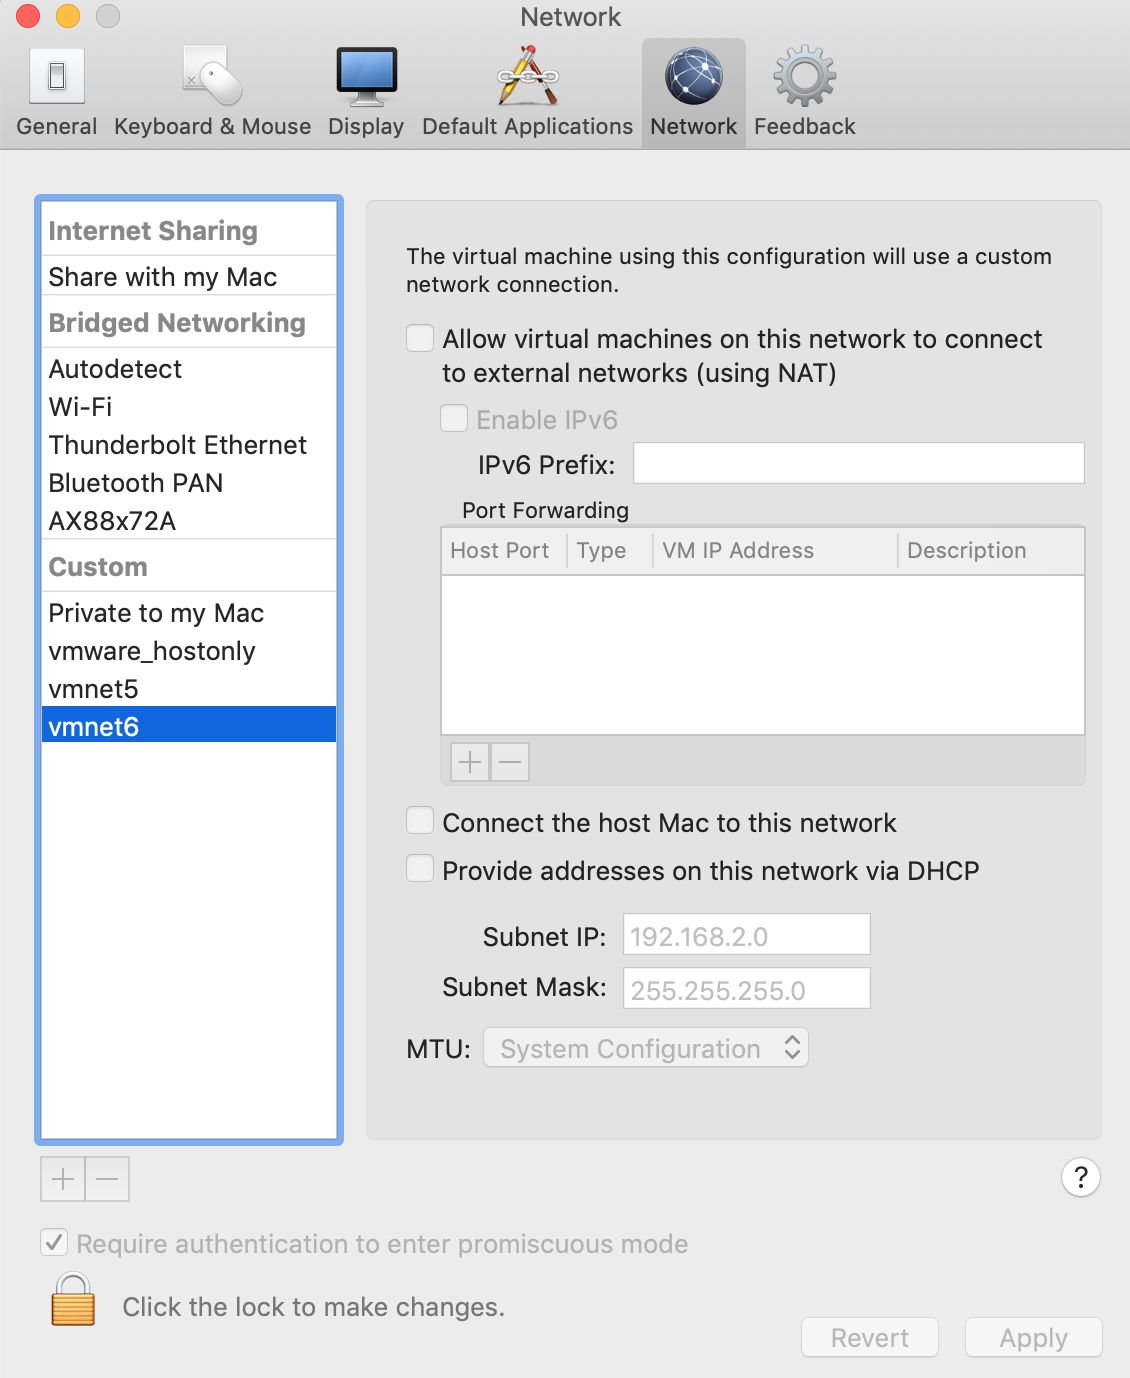 Network
General
Keyboard & Mouse
Display
Default Applications
Network
Feedback
Internet Sharing
Share with my Mac
Bridged Networking
Autodetect
Wi-Fi
Thunderbolt Ethernet
Bluetooth PAN
AX88x72A
Custom
Private to my Mac
vmware_hostonly
vmnet5
vmnet6
The virtual machine using this configuration will use a custom
network connection.
Allow virtual machines on this network to connect
to external networks (using NAT)
Enable IPv6
IPv6 Prefix:
Port Forwarding
Host Port Type VM IP Address Description
Connect the host Mac to this network
Provide addresses on this network via DHCP
Subnet IP: 192.168.2.0
Subnet Mask: 255.255.255.0
MTU: System Configuration
?
Require authentication to enter promiscuous mode
Click the lock to make changes.
Revert
Apply